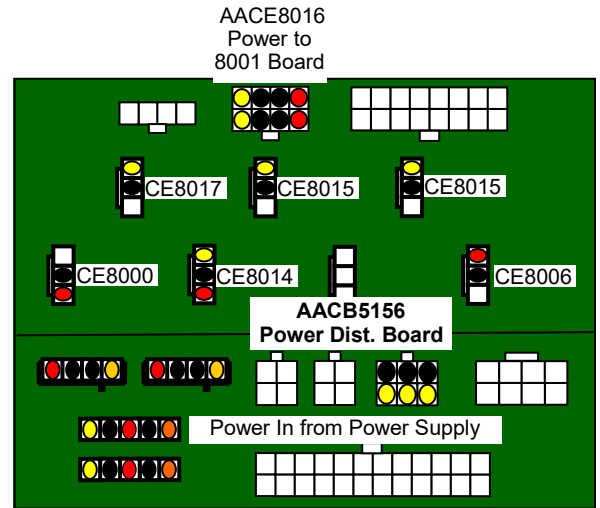 AACE8016
Power to
8001 Board
CE8017
CE8015
CE8015
CE8000
CE8014
CE8006
AACB5156
Power Dist. Board
Power In from Power Supply